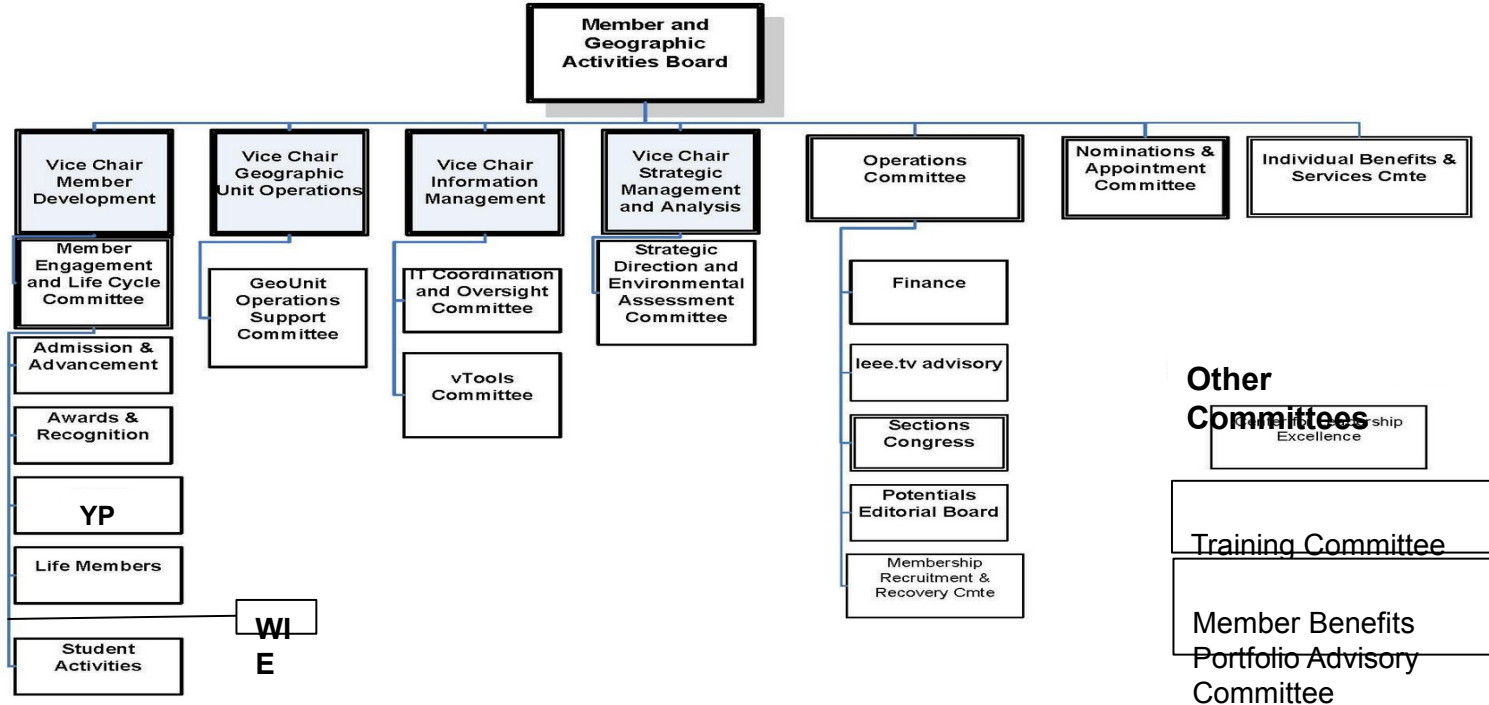 Member and
Geographic
Activities Board
Vice Chair
Member
Development
Vice Chair
Geographic
Unit Operations
Vice Chair
Information
Management
Vice Chair
Strategic
Management
and Analysis
Operations
Committee
Nominations &
Appointment
Committee
Individual Benefits &
Services Cmte
Member
Engagement
and Life Cycle
Committee
Admission &
Advancement
Awards &
Recognition
YP
Life Members
WI
E
Student
Activities
GeoUnit
Operations
Support
Committee
IT Coordination
and Oversight
Committee
vTools
Committee
Strategic
Direction and
Environmental
Assessment
Committee
Finance
Ieee.tv advisory
Sections
Congress
Potentials
Editorial Board
Membership
Recruitment &
Recovery Cmte
Other
Committees
Center for Leadership
Excellence
Training Committee
Member Benefits
Portfolio Advisory
Committee